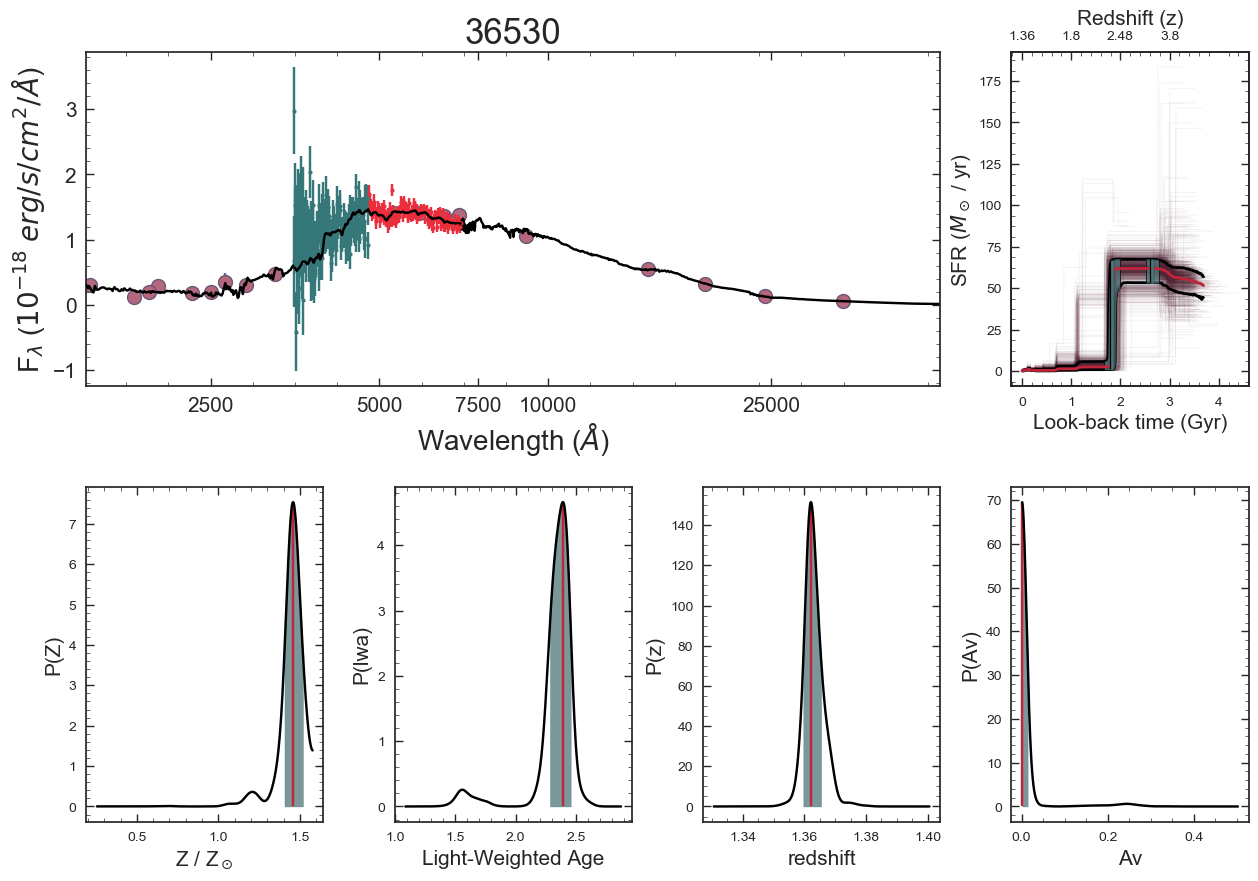 36530
Redshift (z)
1.36 1.8 2.48 3.8
F_λ (10^{-18} erg/s/cm^2/Å)
3
2
1
0
−1
2500 5000 7500 10000 25000
Wavelength (Å)
SFR (M_⊙ / yr)
175
150
125
100
75
50
25
0
0 1 2 3 4
Look-back time (Gyr)
P(Z)
7
6
5
4
3
2
1
0
0.5 1.0 1.5
Z / Z_⊙
P(lwa)
4
3
2
1
0
1.0 1.5 2.0 2.5
Light-Weighted Age
P(z)
140
120
100
80
60
40
20
0
1.34 1.36 1.38 1.40
redshift
P(Av)
70
60
50
40
30
20
10
0
0.0 0.2 0.4
Av